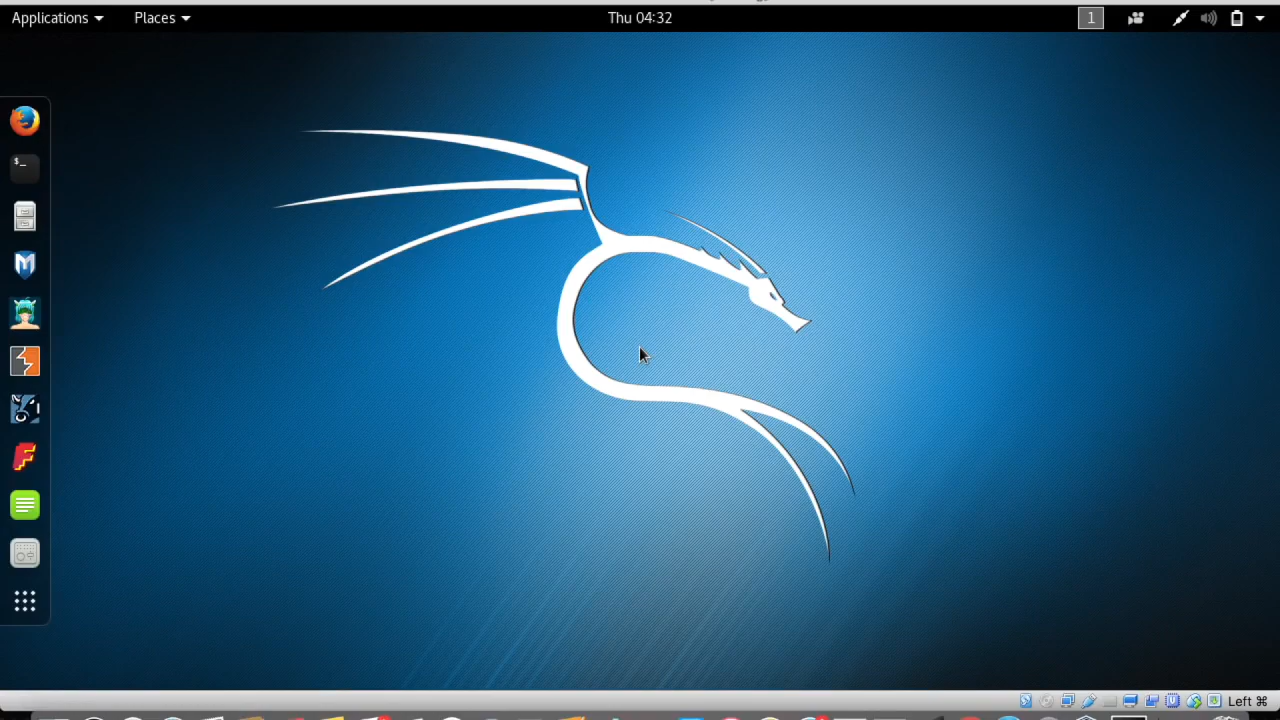 Applications Places Thu 04:32 1
$_
Left ⌘